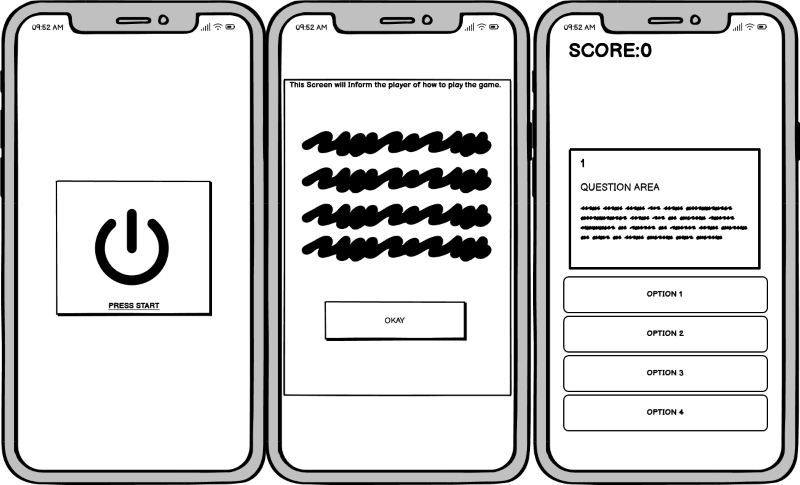 09:52 AM
PRESS START
09:52 AM
This Screen will Inform the player of how to play the game.
OKAY
09:52 AM
SCORE:0
1
QUESTION AREA
OPTION 1
OPTION 2
OPTION 3
OPTION 4